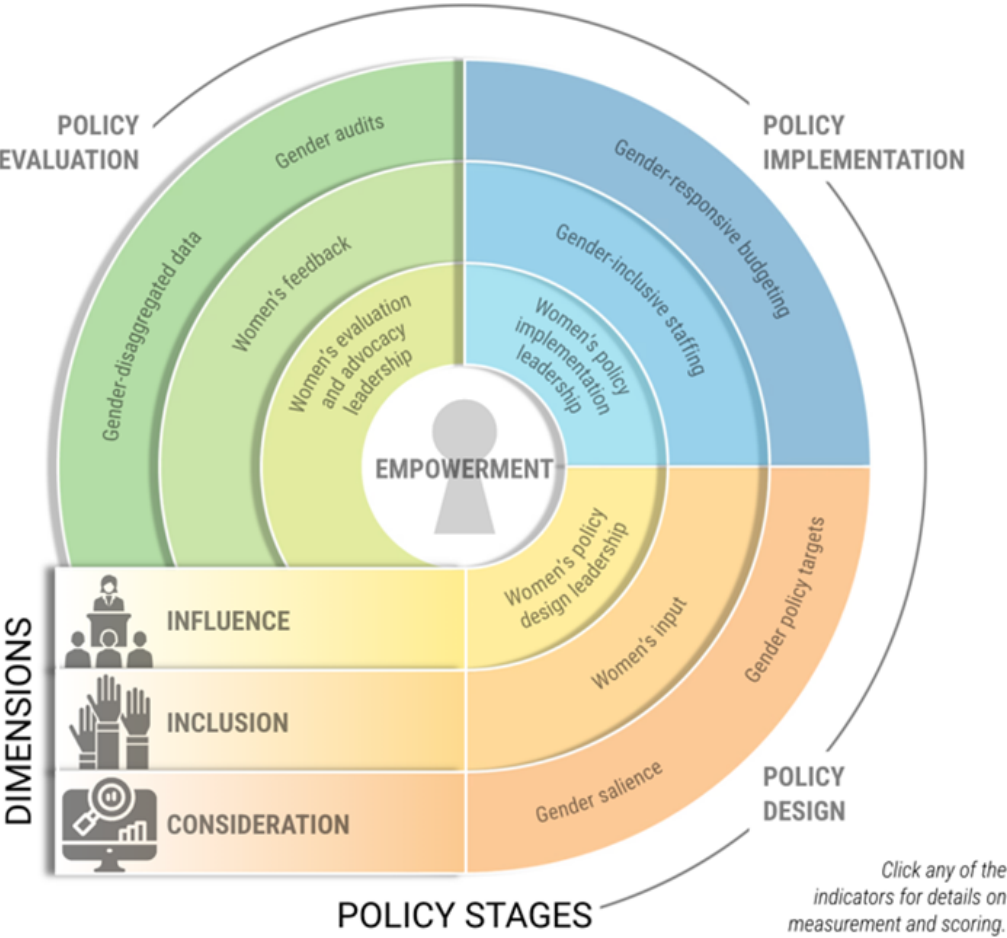 POLICY
EVALUATION
POLICY
IMPLEMENTATION
Gender audits
Gender-disaggregated data
Women's feedback
Women's evaluation
and advocacy
leadership
Gender-responsive budgeting
Gender-inclusive staffing
Women's policy
implementation
leadership
EMPOWERMENT
Women's policy
design leadership
Women's input
Gender policy targets
Gender salience
DIMENSIONS
INFLUENCE
INCLUSION
CONSIDERATION
POLICY
DESIGN
POLICY STAGES
Click any of the
indicators for details on
measurement and scoring.